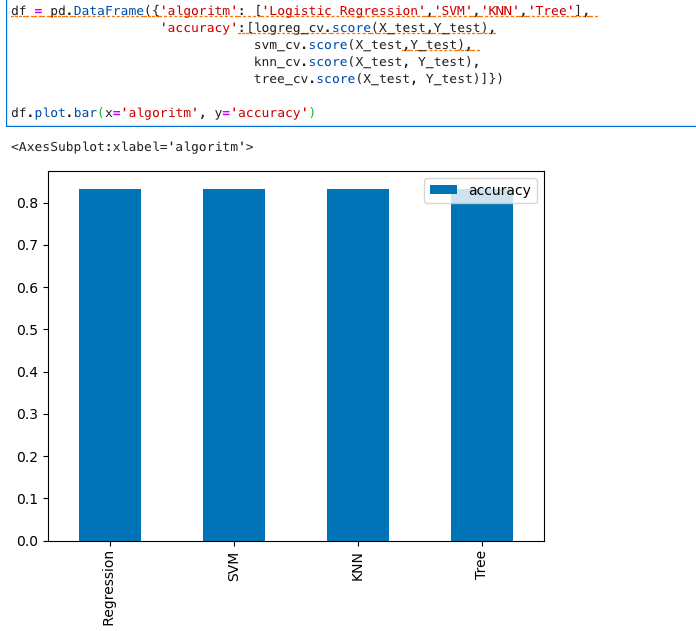 df = pd.DataFrame({'algoritm': ['Logistic Regression','SVM','KNN','Tree'],
'accuracy':[logreg_cv.score(X_test,Y_test),
svm_cv.score(X_test,Y_test),
knn_cv.score(X_test, Y_test),
tree_cv.score(X_test, Y_test)]})
df.plot.bar(x='algoritm', y='accuracy')
<AxesSubplot:xlabel='algoritm'>
accuracy
0.8
0.7
0.6
0.5
0.4
0.3
0.2
0.1
0.0
Regression
SVM
KNN
Tree